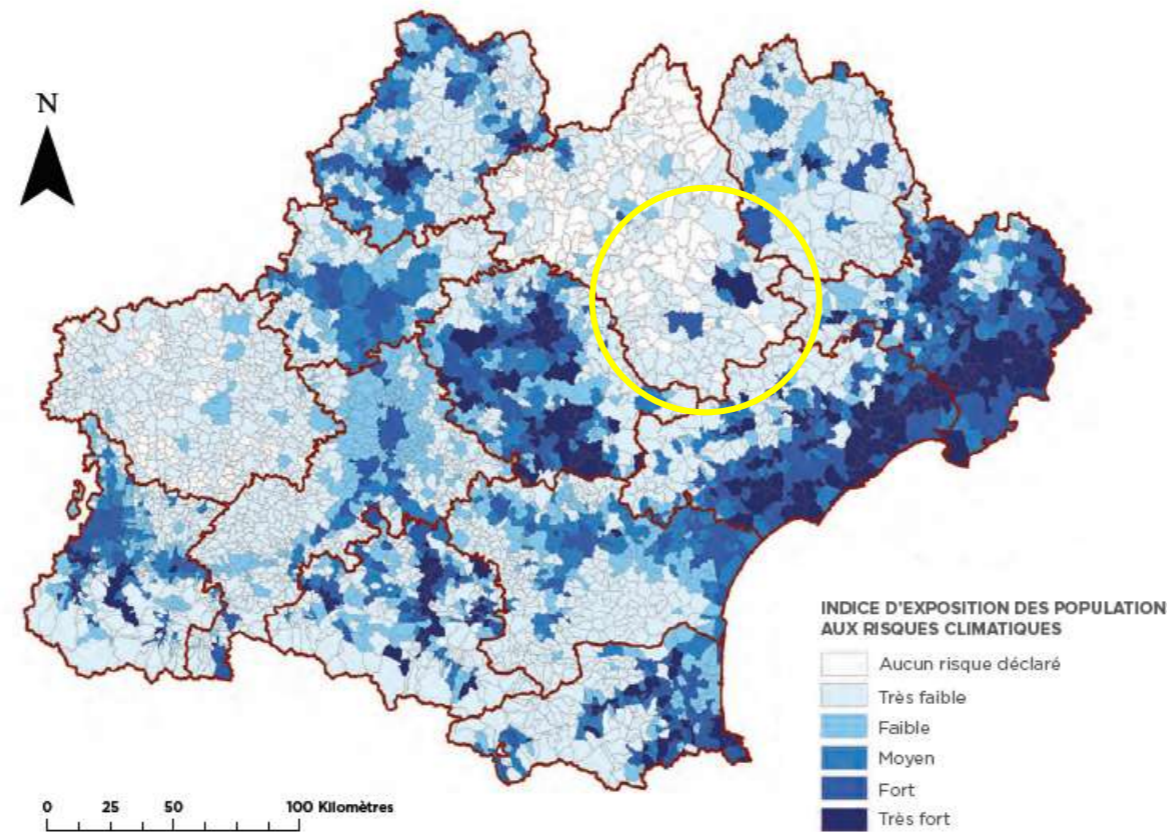 N
INDICE D'EXPOSITION DES POPULATION
AUX RISQUES CLIMATIQUES
Aucun risque déclaré
Très faible
Faible
Moyen
Fort
Très fort
0 25 50 100 Kilomètres